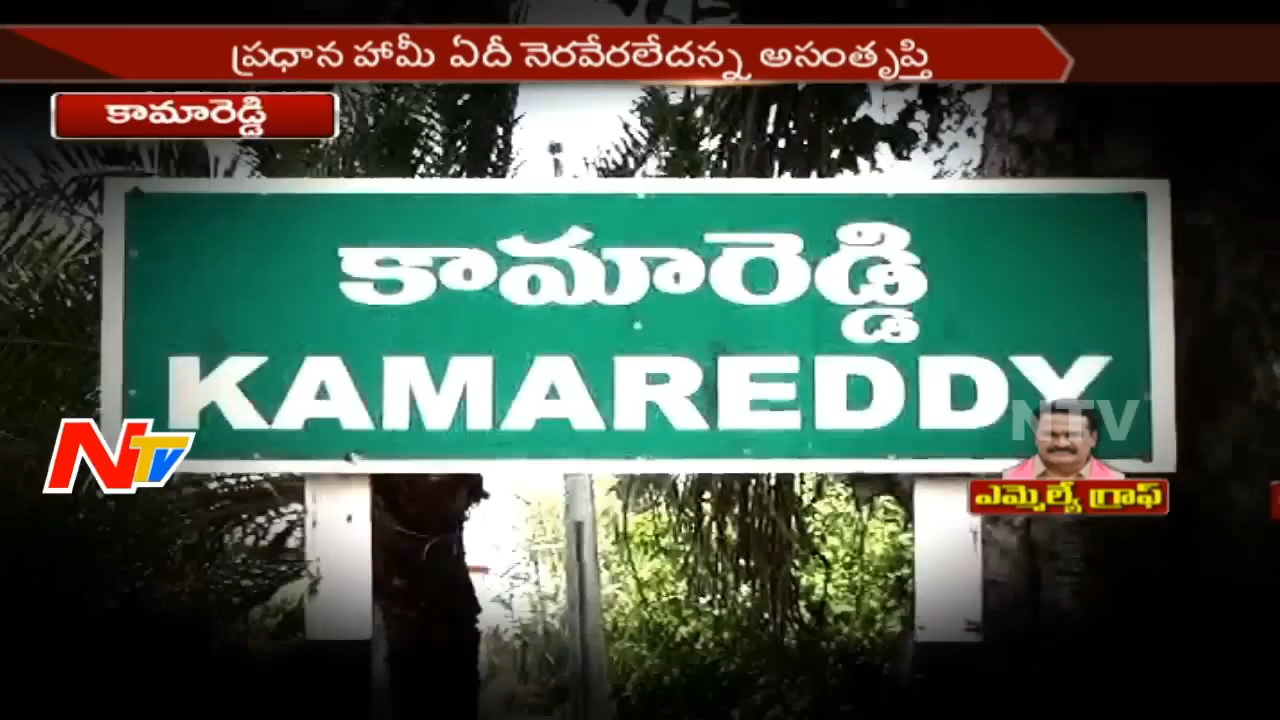 ప్రధాన హామీ ఏదీ నెరవేరలేదన్న అసంతృప్తి
కామారెడ్డి
కామారెడ్డి
KAMAREDDY
NTV
NTV
ఎమ్మెల్యే గ్రాఫ్